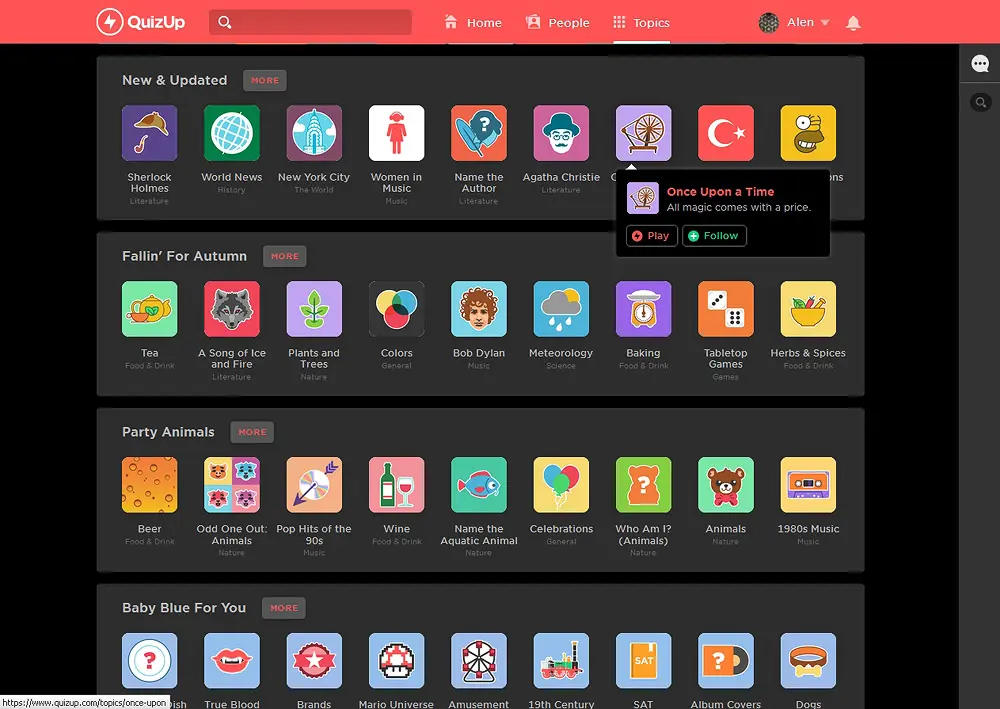 QuizUp
Home
People
Topics
Alen
New & Updated
MORE
Sherlock
Holmes
Literature
World News
History
New York City
The World
Women in
Music
Music
Name the
Author
Literature
Agatha Christie
Literature
Once Upon a Time
All magic comes with a price.
Play
Follow
Fallin' For Autumn
MORE
Tea
Food & Drink
A Song of Ice
and Fire
Literature
Plants and
Trees
Nature
Colors
General
Bob Dylan
Music
Meteorology
Science
Baking
Food & Drink
Tabletop
Games
Games
Herbs & Spices
Food & Drink
Party Animals
MORE
Beer
Food & Drink
Odd One Out:
Animals
Nature
Pop Hits of the
90s
Music
Wine
Food & Drink
Name the
Aquatic Animal
Nature
Celebrations
General
Who Am I?
(Animals)
Nature
Animals
Nature
1980s Music
Music
Baby Blue For You
MORE
SAT
True Blood
Brands
Mario Universe
Amusement
19th Century
SAT
Album Covers
Dogs
https://www.quizup.com/topics/once-upon